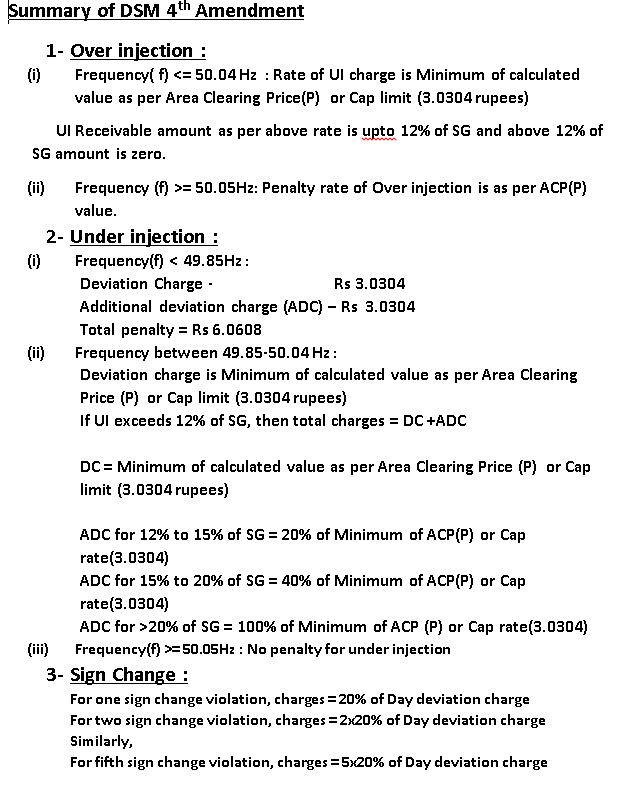 Summary of DSM 4th Amendment
1- Over injection :
(i) Frequency( f) <= 50.04 Hz : Rate of UI charge is Minimum of calculated
value as per Area Clearing Price(P) or Cap limit (3.0304 rupees)
UI Receivable amount as per above rate is upto 12% of SG and above 12% of
SG amount is zero.
(ii) Frequency (f) >= 50.05Hz: Penalty rate of Over injection is as per ACP(P)
value.
2- Under injection :
(i) Frequency(f) < 49.85Hz :
Deviation Charge - Rs 3.0304
Additional deviation charge (ADC) – Rs 3.0304
Total penalty = Rs 6.0608
(ii) Frequency between 49.85-50.04 Hz :
Deviation charge is Minimum of calculated value as per Area Clearing
Price (P) or Cap limit (3.0304 rupees)
If UI exceeds 12% of SG, then total charges = DC +ADC
DC = Minimum of calculated value as per Area Clearing Price (P) or Cap
limit (3.0304 rupees)
ADC for 12% to 15% of SG = 20% of Minimum of ACP(P) or Cap
rate(3.0304)
ADC for 15% to 20% of SG = 40% of Minimum of ACP(P) or Cap
rate(3.0304)
ADC for >20% of SG = 100% of Minimum of ACP (P) or Cap rate(3.0304)
(iii) Frequency(f) >= 50.05Hz : No penalty for under injection
3- Sign Change :
For one sign change violation, charges = 20% of Day deviation charge
For two sign change violation, charges = 2x20% of Day deviation charge
Similarly,
For fifth sign change violation, charges = 5x20% of Day deviation charge